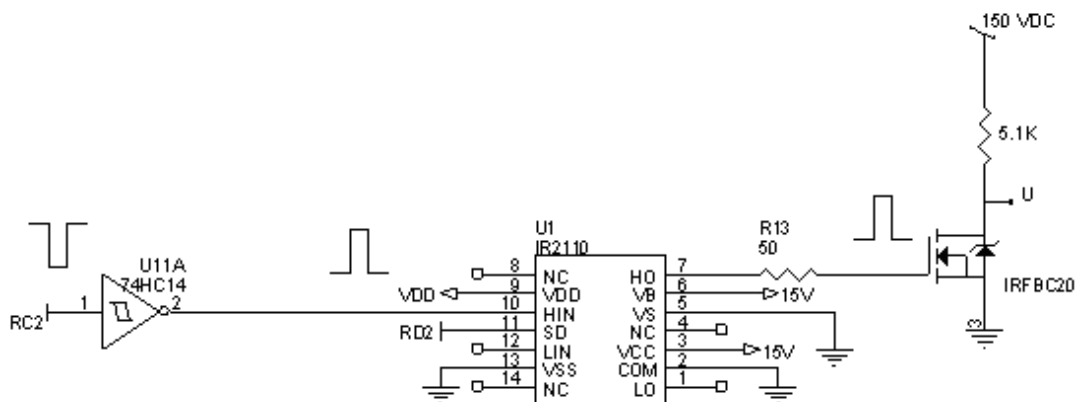 150 VDC
5.1K
U
U1
IR2110
R13
50
U11A
74HC14
IRFBC20
RC2
1
2
VDD
RD2
8 NC HO 7
9 VDD VB 6 15V
10 HIN VS 5
11 SD NC 4
12 LIN VCC 3 15V
13 VSS COM 2
14 NC LO 1
3